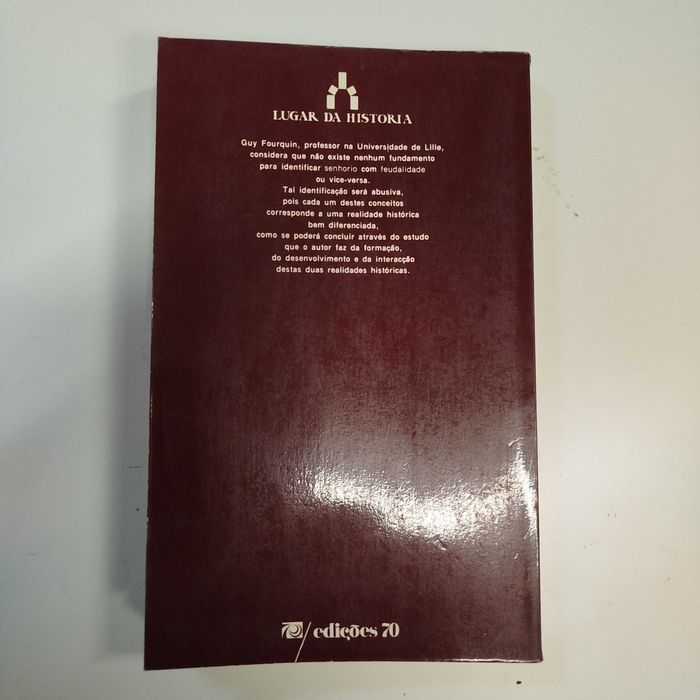 LUGAR DA HISTORIA
Guy Fourquin, professor na Universidade de Lille,
considera que não existe nenhum fundamento
para identificar senhorio com feudalidade
ou vice-versa.
Tal identificação será abusiva,
pois cada um destes conceitos
corresponde a uma realidade histórica
bem diferenciada,
como se poderá concluir através do estudo
que o autor faz da formação,
do desenvolvimento e da interacção
destas duas realidades históricas.
70/edições 70